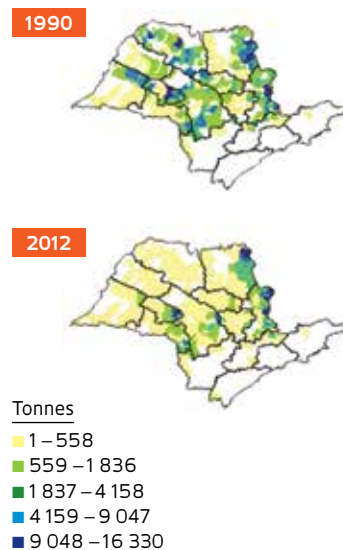 1990
2012
Tonnes
1 – 558
559 – 1 836
1 837 – 4 158
4 159 – 9 047
9 048 – 16 330